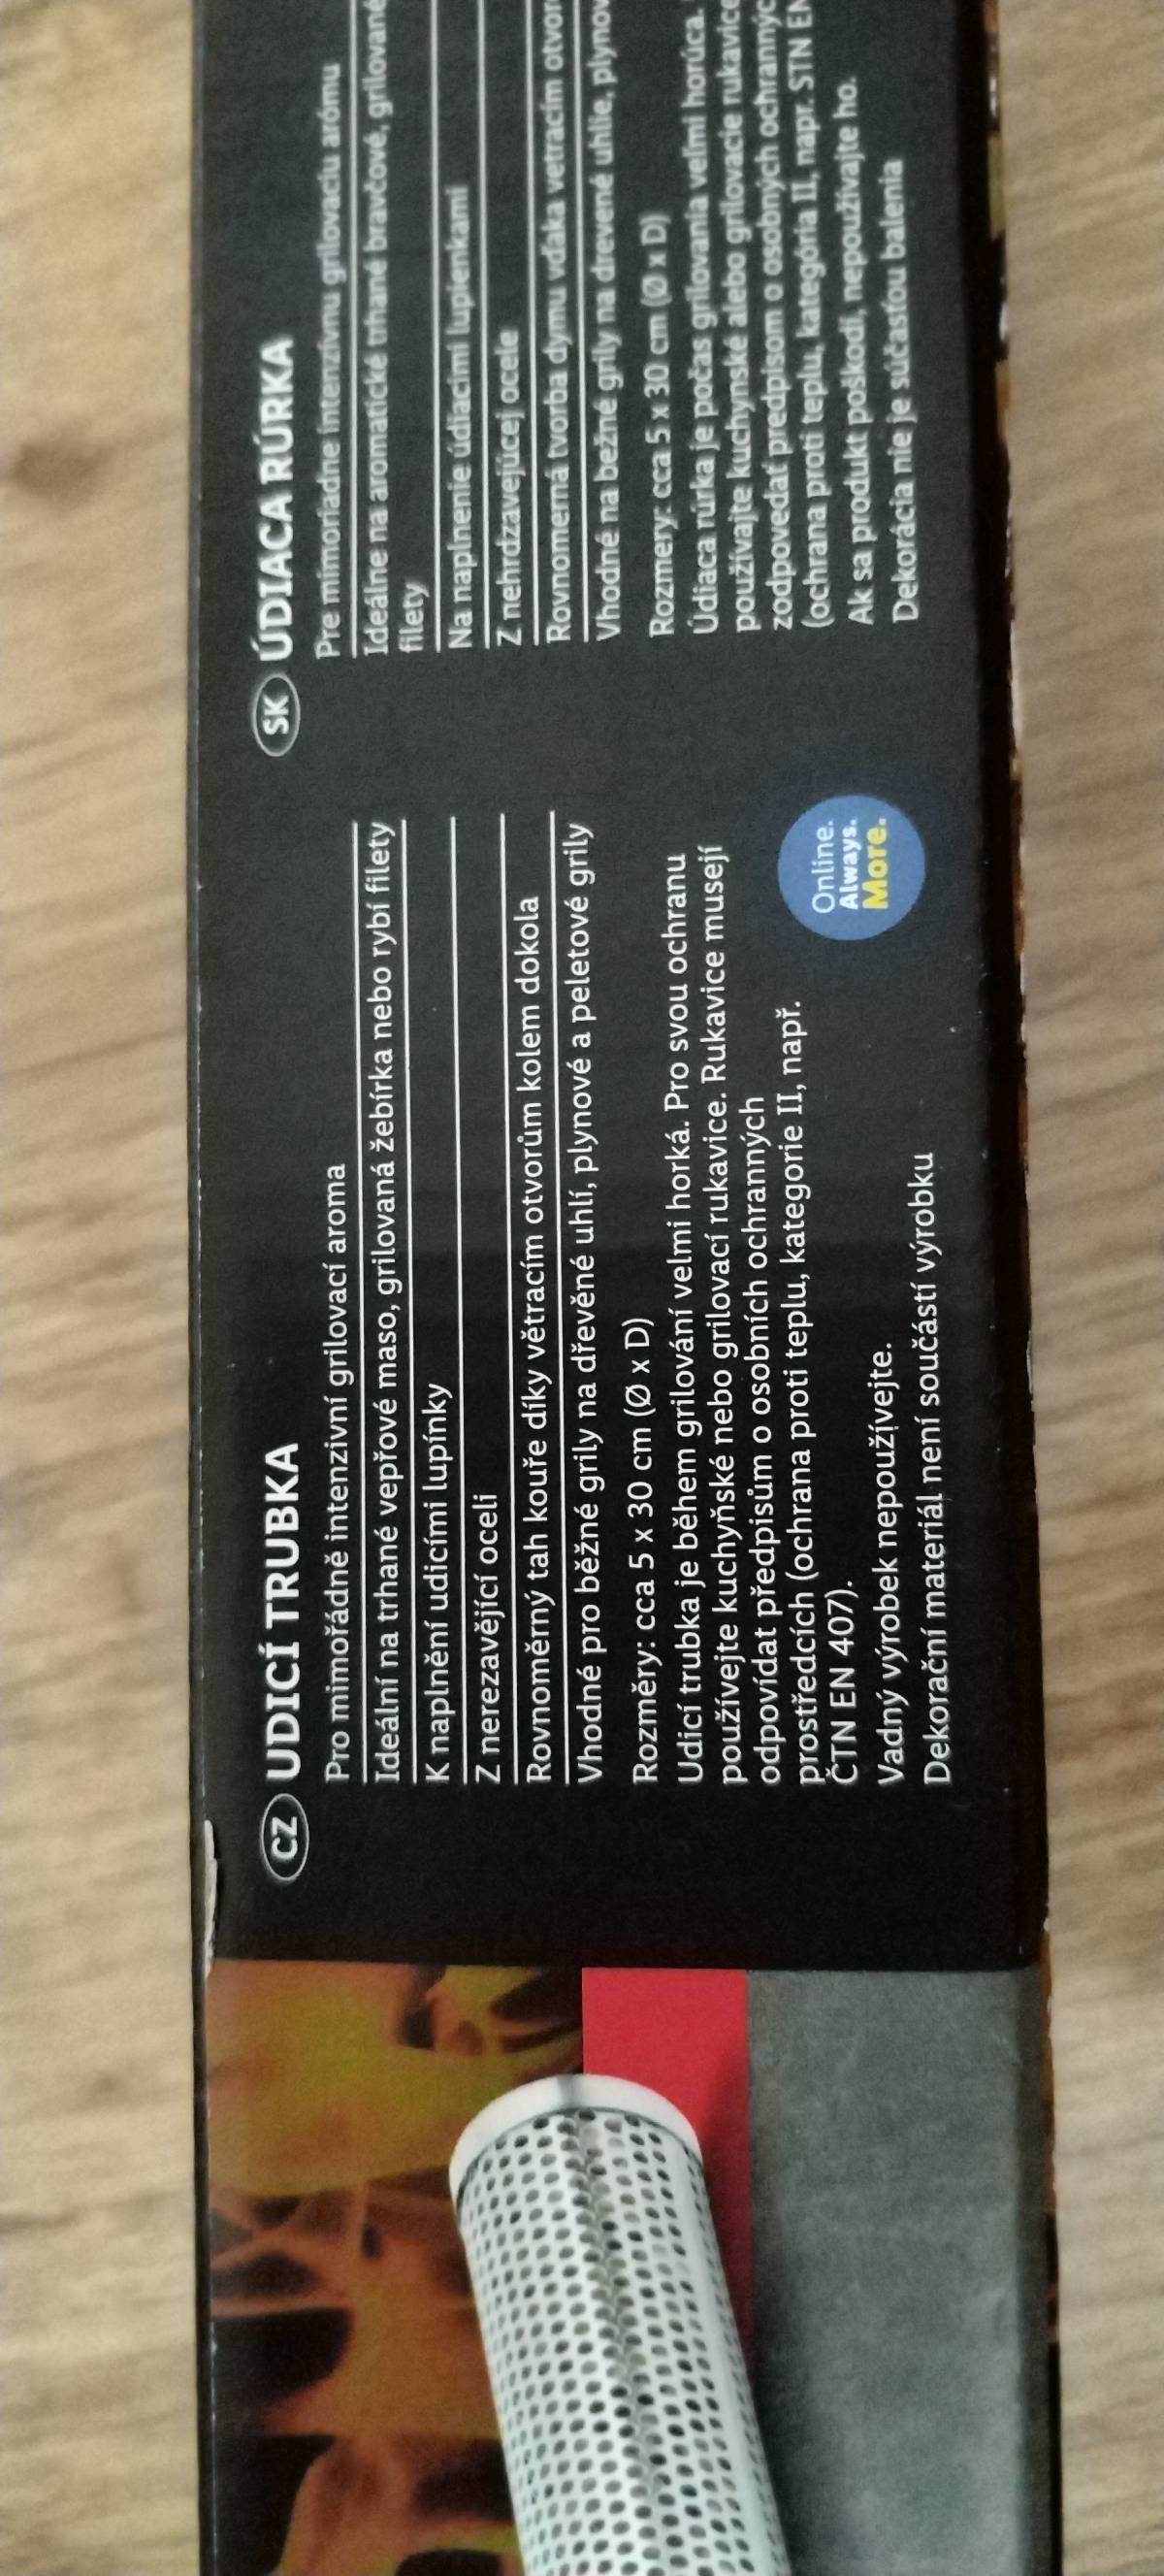 CZ UDICÍ TRUBKA
Pro mimořádně intenzivní grilovací aroma
Ideální na trhané vepřové maso, grilovaná žebírka nebo rybí filety
K naplnění udicími lupínky
Z nerezavějící oceli
Rovnoměrný tah kouře díky větracím otvorům kolem dokola
Vhodné pro běžné grily na dřevěné uhlí, plynové a peletové grily
Rozměry: cca 5 x 30 cm (Ø x D)
Udicí trubka je během grilování velmi horká. Pro svou ochranu
používejte kuchyňské nebo grilovací rukavice. Rukavice musejí
odpovídat předpisům o osobních ochranných
prostředcích (ochrana proti teplu, kategorie II, např.
ČTN EN 407).
Vadný výrobek nepoužívejte.
Dekorační materiál není součástí výrobku
Online.
Always.
More.
SK ÚDIACA RÚRKA
Pre mimoriadne intenzívnu grilovaciu arómu
Ideálne na aromatické trhané bravčové, grilované
filety
Na naplnenie údiacimi lupienkami
Z nehrdzavejúcej ocele
Rovnomerná tvorba dymu vďaka vetracím otvor
Vhodné na bežné grily na drevené uhlie, plynov
Rozmery: cca 5 x 30 cm (Ø x D)
Údiaca rúrka je počas grilovania veľmi horúca.
používajte kuchynské alebo grilovacie rukavice
zodpovedať predpisom o osobných ochranných
(ochrana proti teplu, kategória II, napr. STN EN
Ak sa produkt poškodí, nepoužívajte ho.
Dekorácia nie je súčasťou balenia